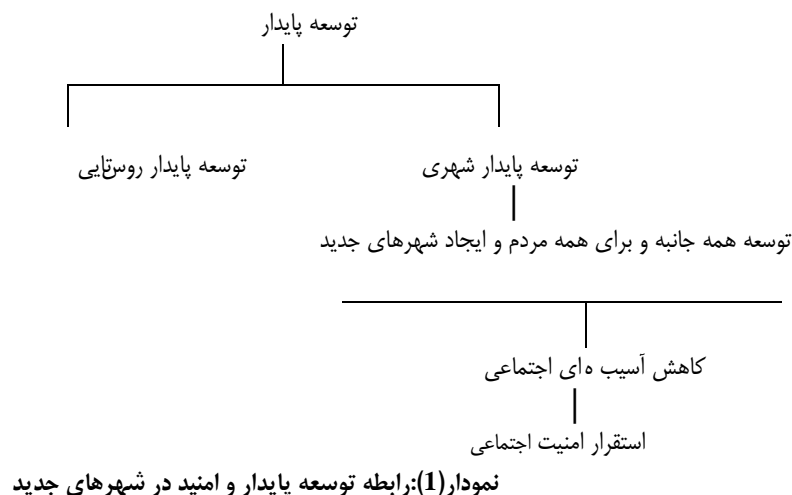 توسعه پایدار
توسعه پایدار شهری توسعه پایدار روستایی
توسعه همه جانبه و برای همه مردم و ایجاد شهرهای جدید
کاهش آسیب های اجتماعی
استقرار امنیت اجتماعی
نمودار(1):رابطه توسعه پایدار و امنید در شهرهای جدید